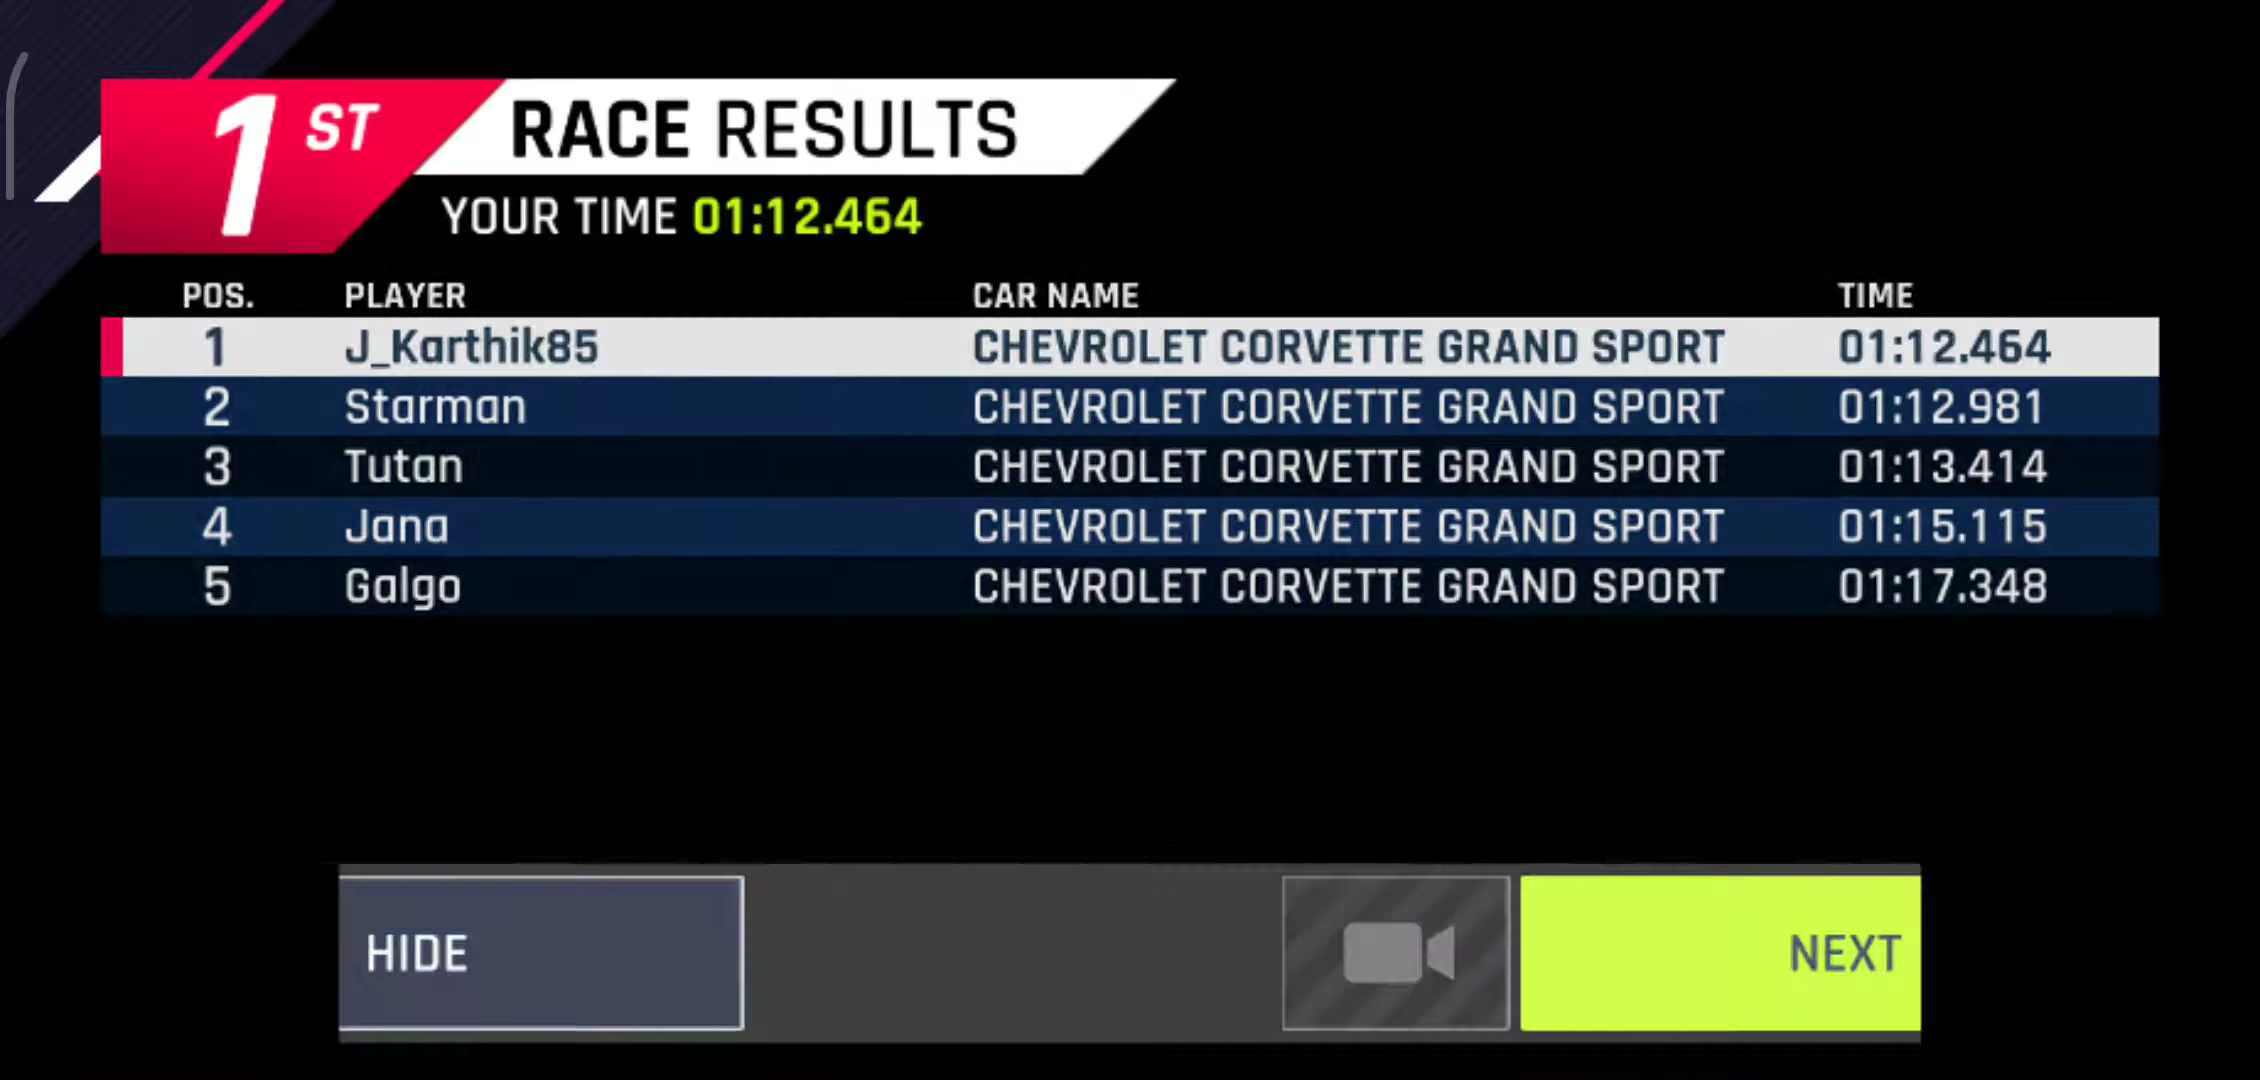 1ST RACE RESULTS
YOUR TIME 01:12.464
POS. PLAYER CAR NAME TIME
1 J_Karthik85 CHEVROLET CORVETTE GRAND SPORT 01:12.464
2 Starman CHEVROLET CORVETTE GRAND SPORT 01:12.981
3 Tutan CHEVROLET CORVETTE GRAND SPORT 01:13.414
4 Jana CHEVROLET CORVETTE GRAND SPORT 01:15.115
5 Galgo CHEVROLET CORVETTE GRAND SPORT 01:17.348
HIDE NEXT